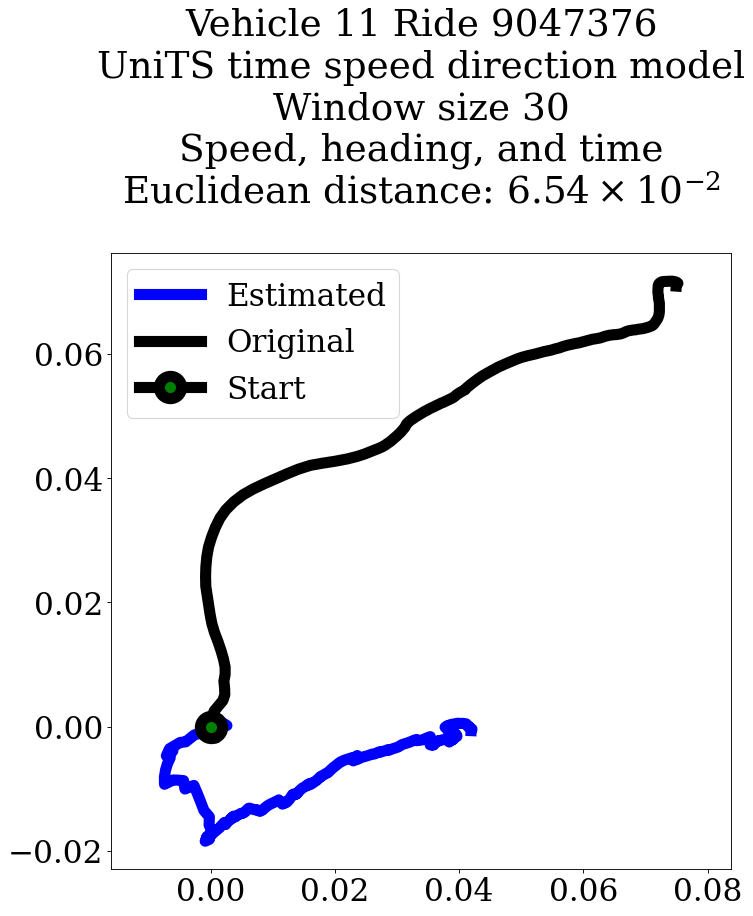 Vehicle 11 Ride 9047376
UniTS time speed direction model
Window size 30
Speed, heading, and time
Euclidean distance: 6.54 × 10⁻²
Estimated
Original
Start
0.06
0.04
0.02
0.00
−0.02
0.00 0.02 0.04 0.06 0.08